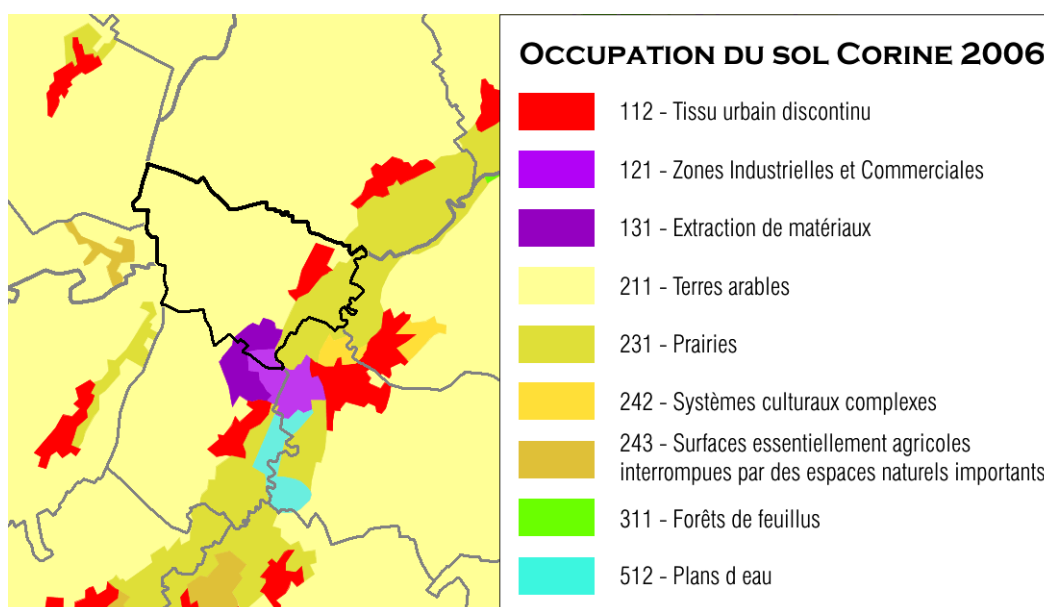 OCCUPATION DU SOL CORINE 2006
112 - Tissu urbain discontinu
121 - Zones Industrielles et Commerciales
131 - Extraction de matériaux
211 - Terres arables
231 - Prairies
242 - Systèmes culturaux complexes
243 - Surfaces essentiellement agricoles
interrompues par des espaces naturels importants
311 - Forêts de feuillus
512 - Plans d eau